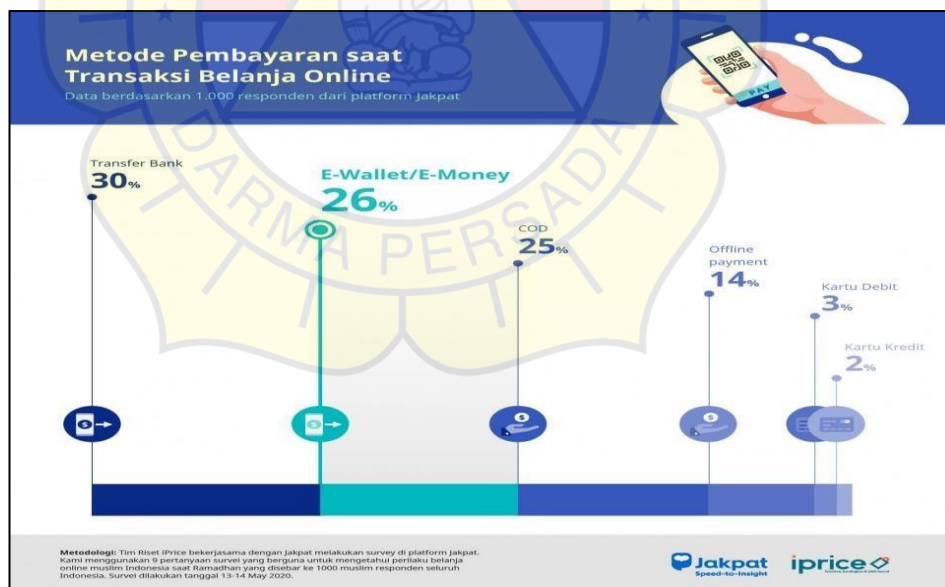 Metode Pembayaran saat
Transaksi Belanja Online
Data berdasarkan 1.000 responden dari platform Jakpat
PAY
Transfer Bank
30%
E-Wallet/E-Money
26%
COD
25%
Offline
payment
14%
Kartu Debit
3%
Kartu Kredit
2%
DARMA PERSADA
Metodologi: Tim Riset iPrice bekerjasama dengan Jakpat melakukan survey di platform Jakpat.
Kami menggunakan 9 pertanyaan survei yang berguna untuk mengetahui perilaku belanja
online muslim Indonesia saat Ramadhan yang disebar ke 1000 muslim responden seluruh
Indonesia. Survei dilakukan tanggal 13-14 May 2020.
Jakpat
Speed-to-Insight
iprice